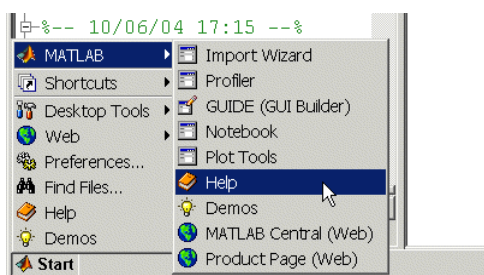 %-- 10/06/04 17:15 --%
MATLAB
Shortcuts
Desktop Tools
Web
Preferences...
Find Files...
Help
Demos
Start
Import Wizard
Profiler
GUIDE (GUI Builder)
Notebook
Plot Tools
Help
Demos
MATLAB Central (Web)
Product Page (Web)